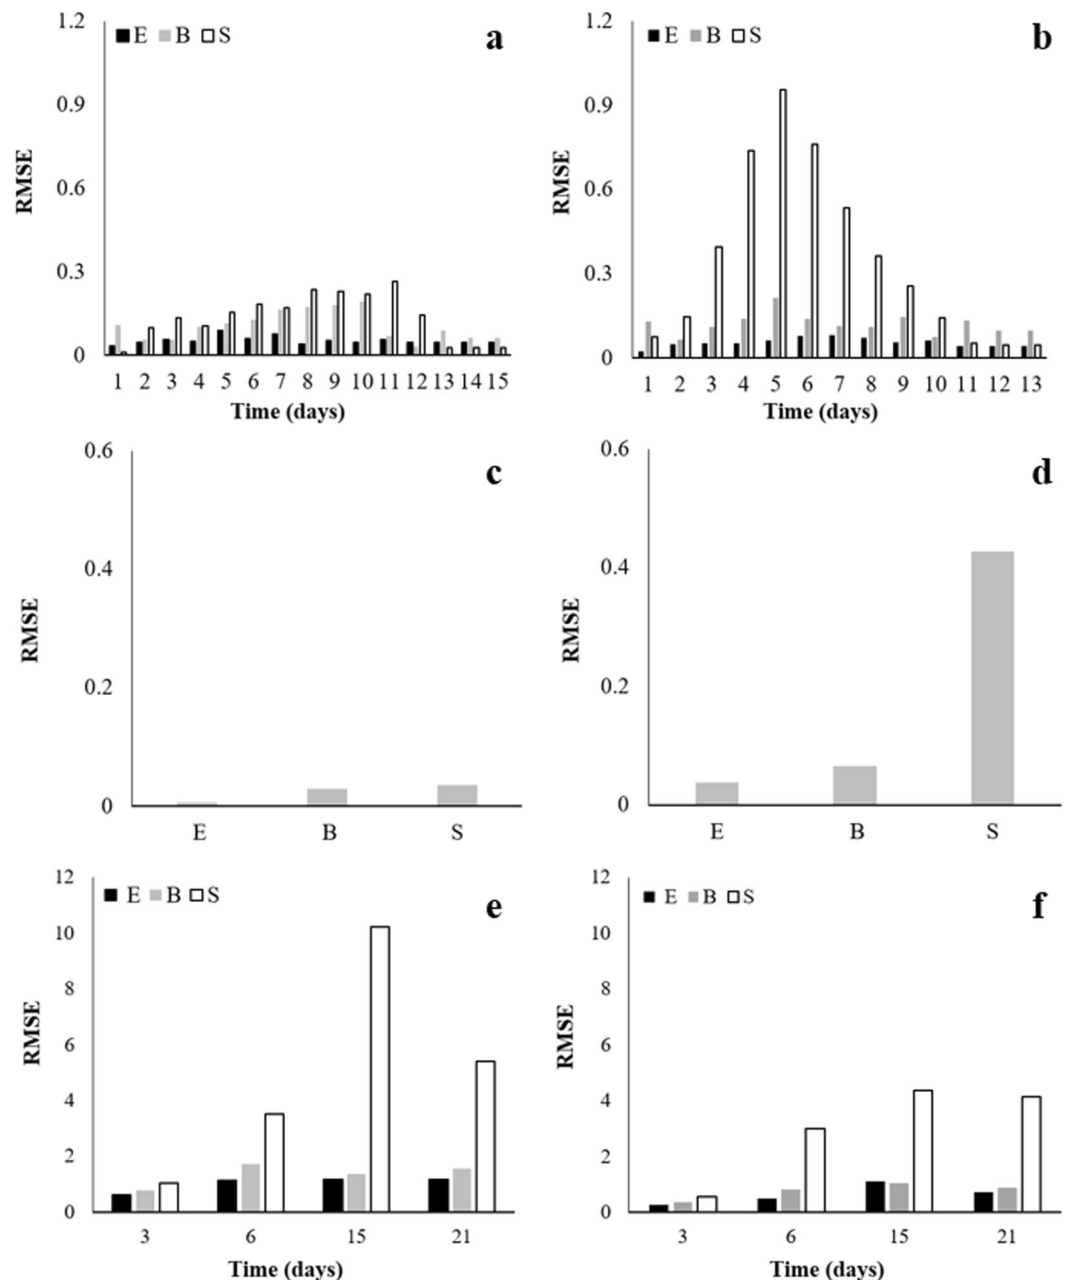 1.2
E B S
a
0.9
RMSE
0.6
0.3
0
1 2 3 4 5 6 7 8 9 10 11 12 13 14 15
Time (days)
1.2
E B S
b
0.9
RMSE
0.6
0.3
0
1 2 3 4 5 6 7 8 9 10 11 12 13
Time (days)
0.6
c
0.4
RMSE
0.2
0
E B S
0.6
d
0.4
RMSE
0.2
0
E B S
12
E B S
e
10
8
RMSE
6
4
2
0
3 6 15 21
Time (days)
12
E B S
f
10
8
RMSE
6
4
2
0
3 6 15 21
Time (days)